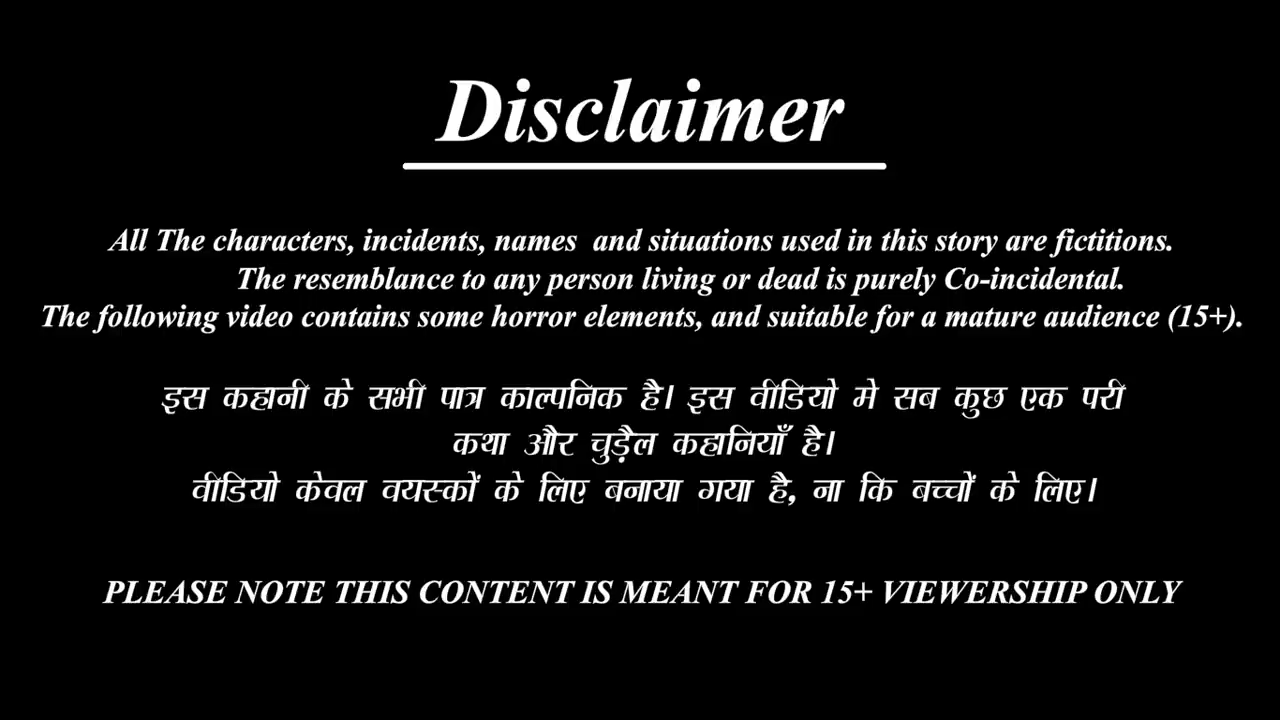 Disclaimer
All The characters, incidents, names and situations used in this story are fictitions.
The resemblance to any person living or dead is purely Co-incidental.
The following video contains some horror elements, and suitable for a mature audience (15+).
इस कहानी के सभी पात्र काल्पनिक है। इस वीडियो मे सब कुछ एक परी
कथा और चुड़ैल कहानियाँ है।
वीडियो केवल वयस्कों के लिए बनाया गया है, ना कि बच्चों के लिए।
PLEASE NOTE THIS CONTENT IS MEANT FOR 15+ VIEWERSHIP ONLY